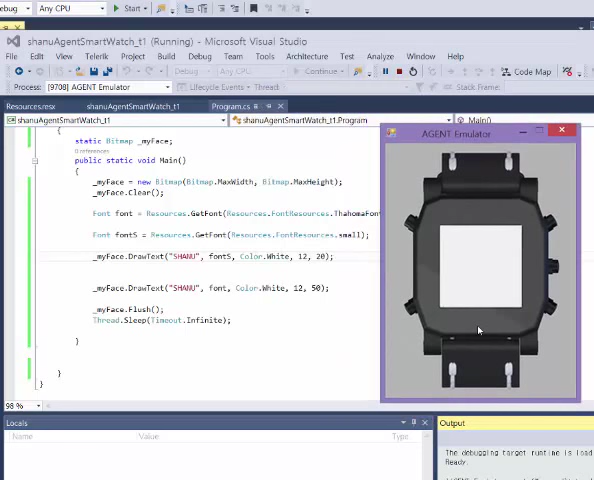 Debug
Any CPU
Start
shanuAgentSmartWatch_t1 (Running) - Microsoft Visual Studio
File Edit View Telerik Project Build Debug Team Tools Architecture Test Analyze Window Help
Debug Any CPU Continue Code Map
Process: [9708] AGENT Emulator Lifecycle Events Thread: Stack Frame:
Resources.resx shanuAgentSmartWatch_t1 Program.cs
shanuAgentSmartWatch_t1 shanuAgentSmartWatch_t1.Program Main()
AGENT Emulator
{
static Bitmap _myFace;
0 references
public static void Main()
{
_myFace = new Bitmap(Bitmap.MaxWidth, Bitmap.MaxHeight);
_myFace.Clear();
Font font = Resources.GetFont(Resources.FontResources.ThahomaFon
Font fontS = Resources.GetFont(Resources.FontResources.small);
_myFace.DrawText("SHANU", fontS, Color.White, 12, 20);
_myFace.DrawText("SHANU", font, Color.White, 12, 50);
_myFace.Flush();
Thread.Sleep(Timeout.Infinite);
}
}
}
98 %
Locals
Name Value Type
Output
The debugging target runtime is load
Ready.